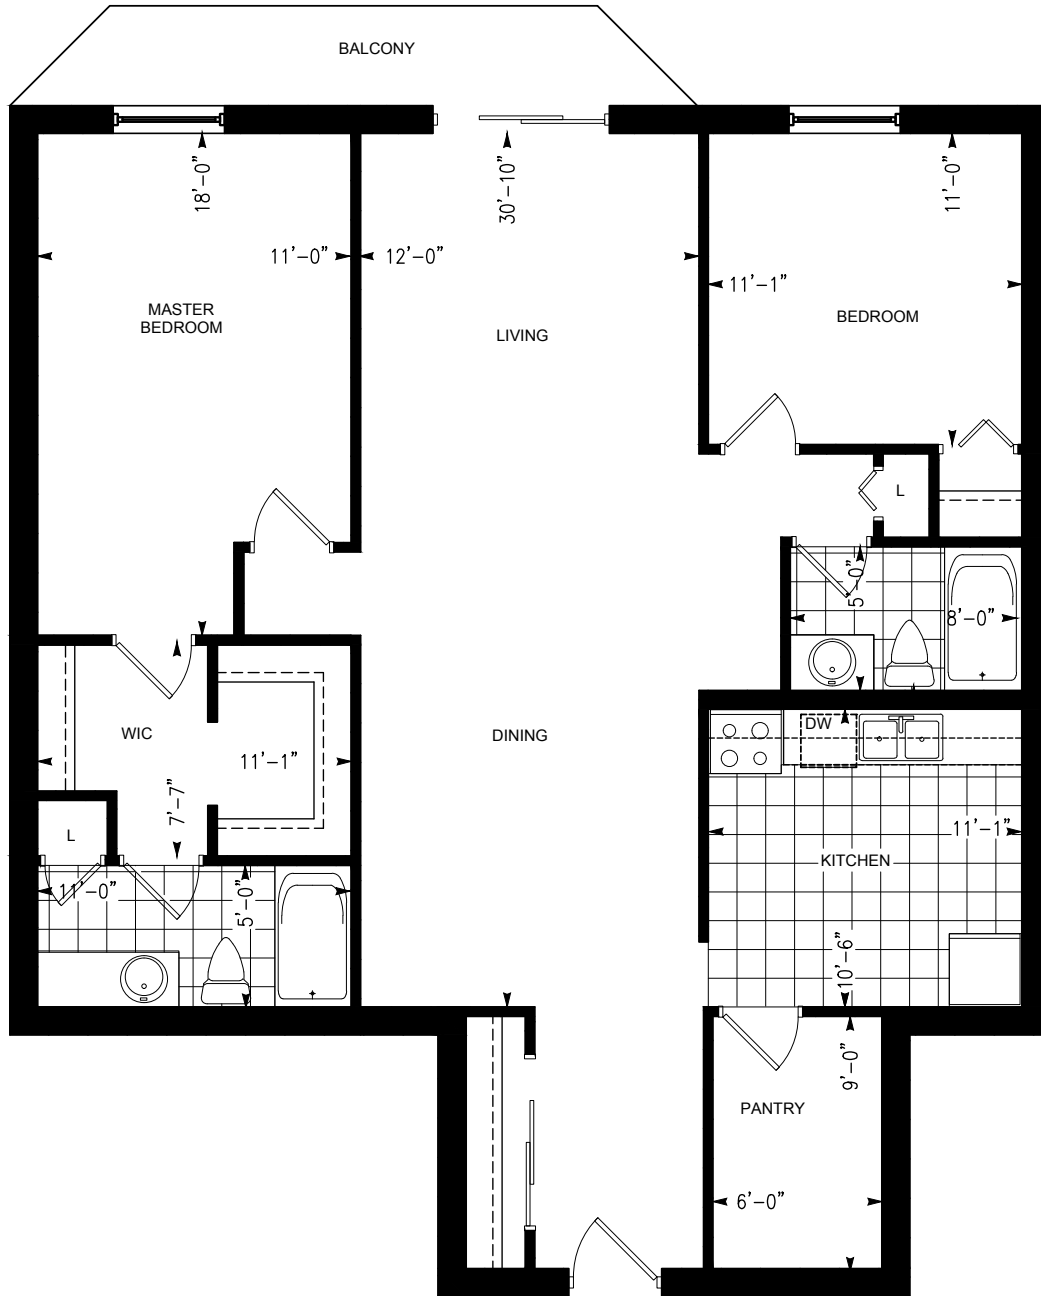 BALCONY
18'-0"
30'-10"
11'-0"
11'-0"
12'-0"
11'-1"
MASTER
BEDROOM
LIVING
BEDROOM
L
5'-0"
8'-0"
WIC
DINING
DW
11'-1"
7'-7"
L
11'-1"
KITCHEN
11'-0"
5'-0"
10'-6"
9'-0"
PANTRY
6'-0"